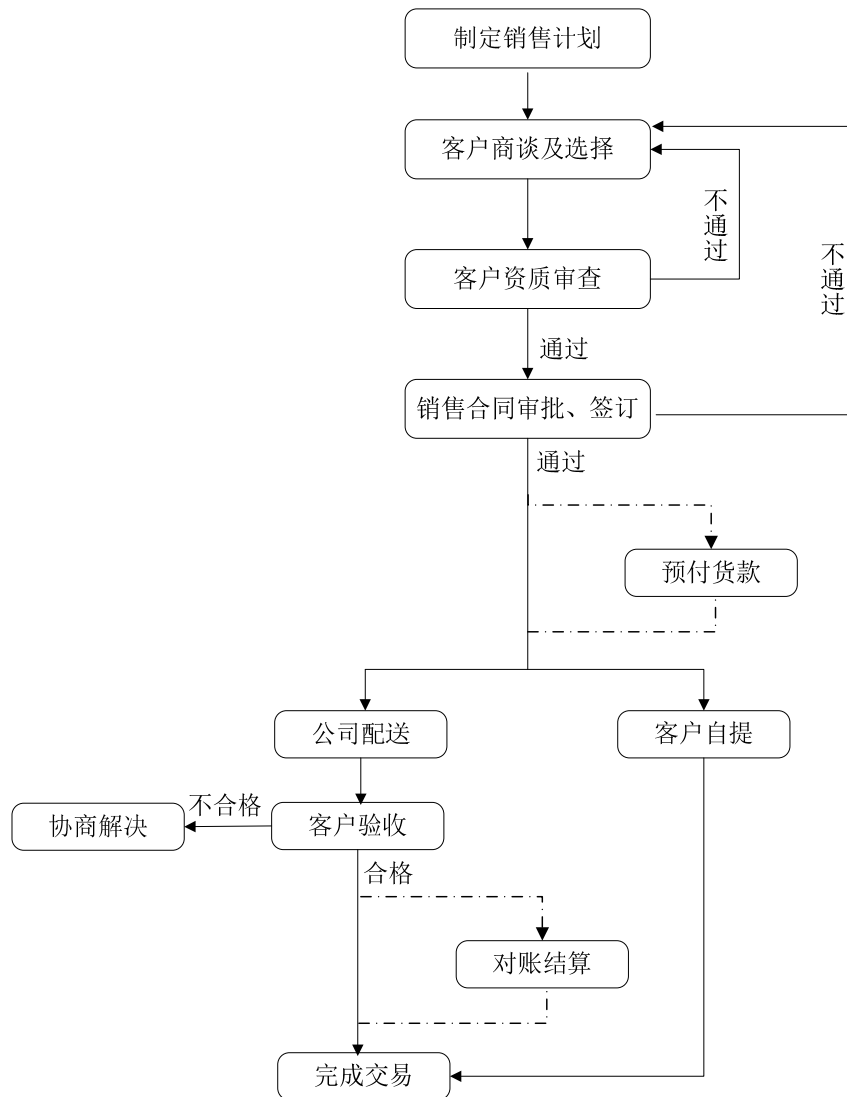 制定销售计划
客户商谈及选择
不通过
不通过
客户资质审查
通过
销售合同审批、签订
通过
预付货款
公司配送
客户自提
不合格
协商解决
客户验收
合格
对账结算
完成交易